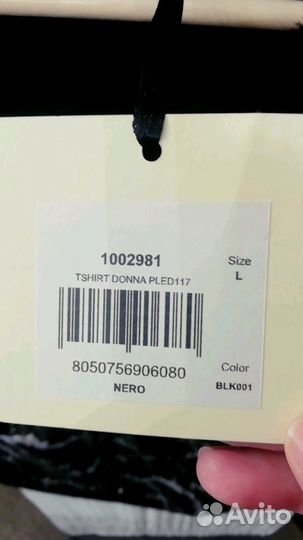 1002981
Size
TSHIRT DONNA PLED117
L
8050756906080
Color
NERO
BLK001
Avito